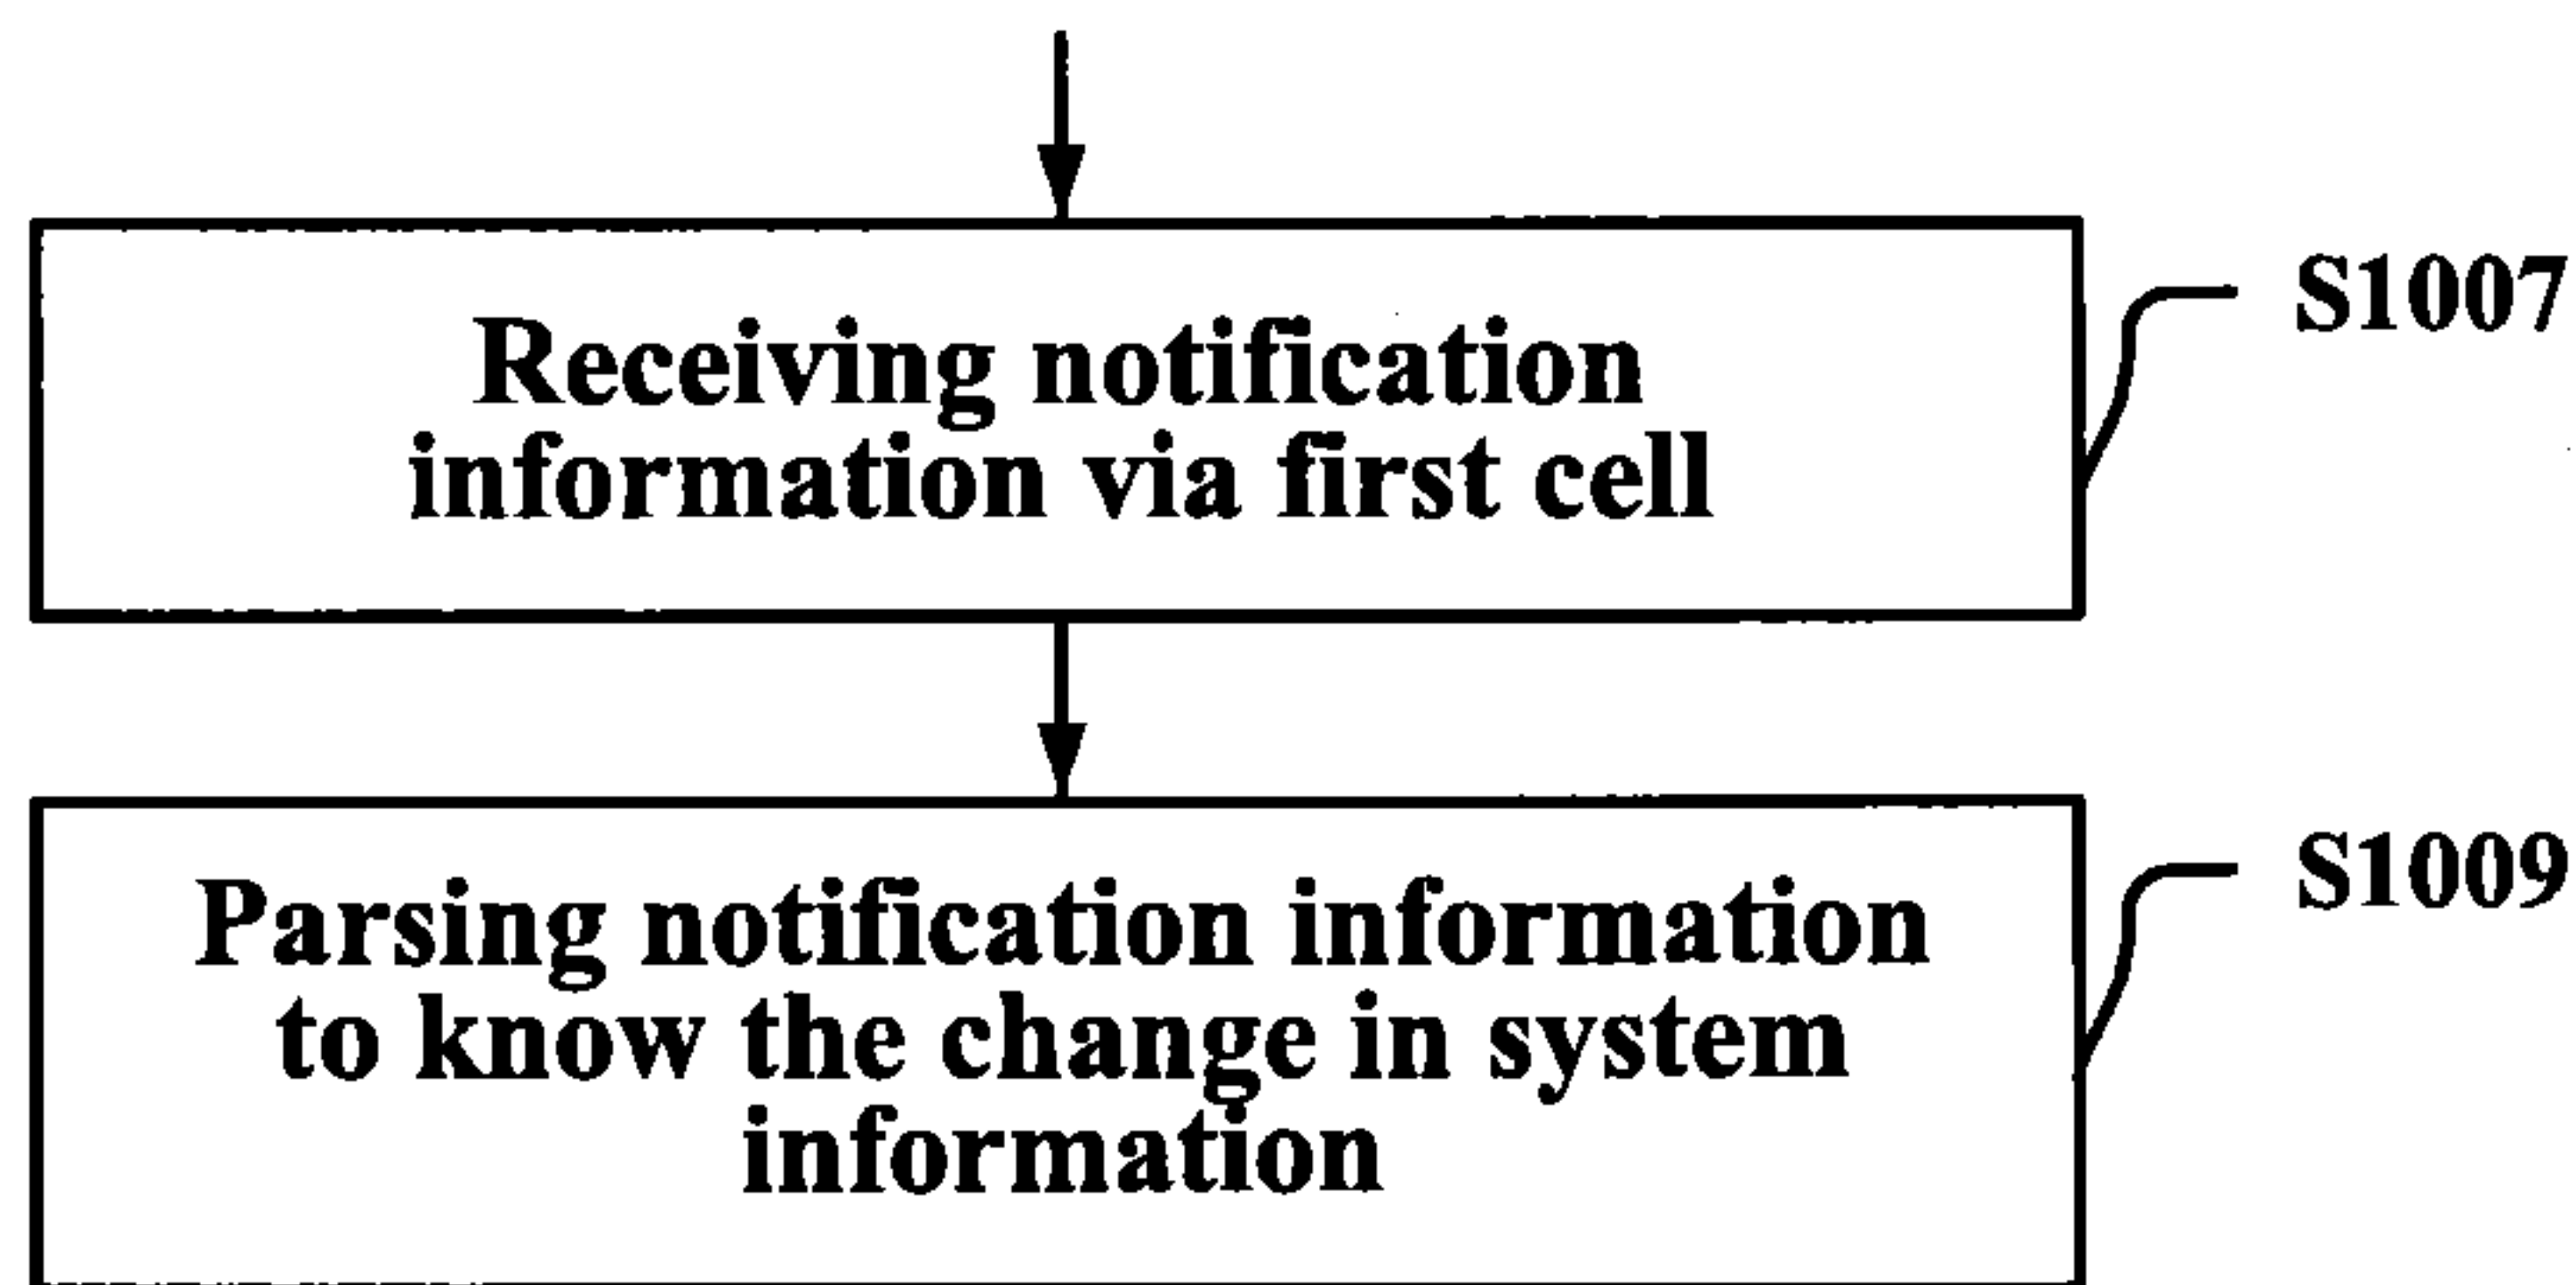 Receiving notification
information via first cell
S1007
Parsing notification information
to know the change in system
information
S1009